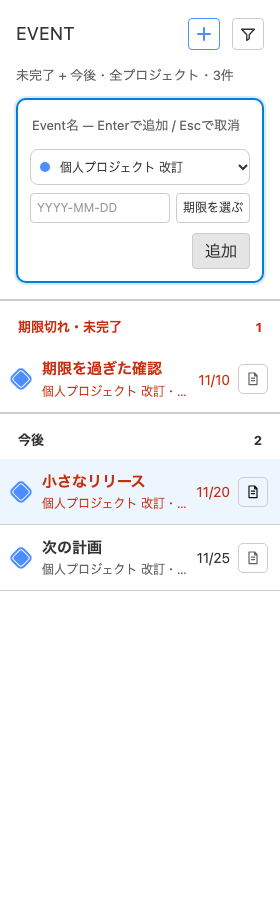 EVENT
未完了 + 今後・全プロジェクト・3件
Event名 — Enterで追加 / Escで取消
個人プロジェクト 改訂
YYYY-MM-DD
期限を選ぶ
追加
期限切れ・未完了 1
期限を過ぎた確認
個人プロジェクト 改訂・...
11/10
今後 2
小さなリリース
個人プロジェクト 改訂・...
11/20
次の計画
個人プロジェクト 改訂・...
11/25